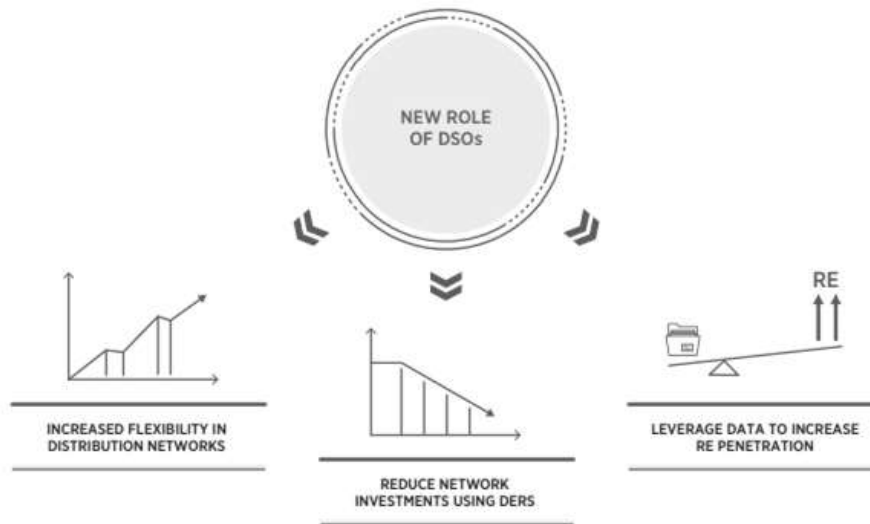 NEW ROLE
OF DSOs
RE
INCREASED FLEXIBILITY IN
DISTRIBUTION NETWORKS
REDUCE NETWORK
INVESTMENTS USING DERS
LEVERAGE DATA TO INCREASE
RE PENETRATION